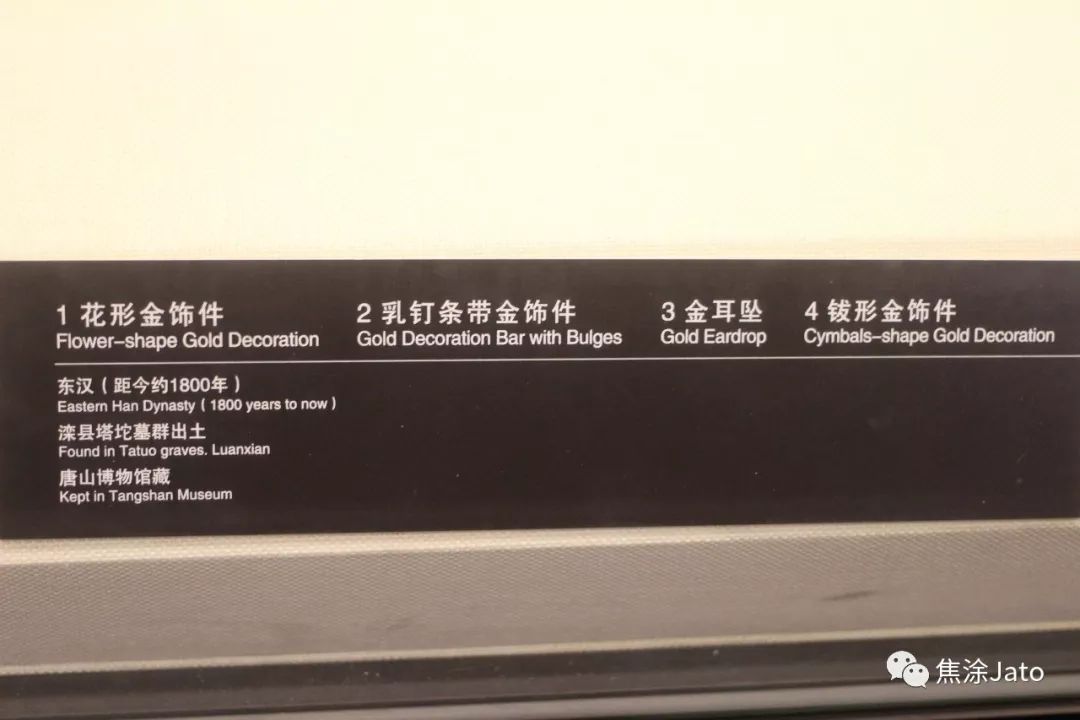 1 花形金饰件
Flower-shape Gold Decoration
2 乳钉条带金饰件
Gold Decoration Bar with Bulges
3 金耳坠
Gold Eardrop
4 钹形金饰件
Cymbals-shape Gold Decoration
东汉（距今约1800年）
Eastern Han Dynasty（1800 years to now）
滦县塔坨墓群出土
Found in Tatuo graves. Luanxian
唐山博物馆藏
Kept in Tangshan Museum
焦涂Jato